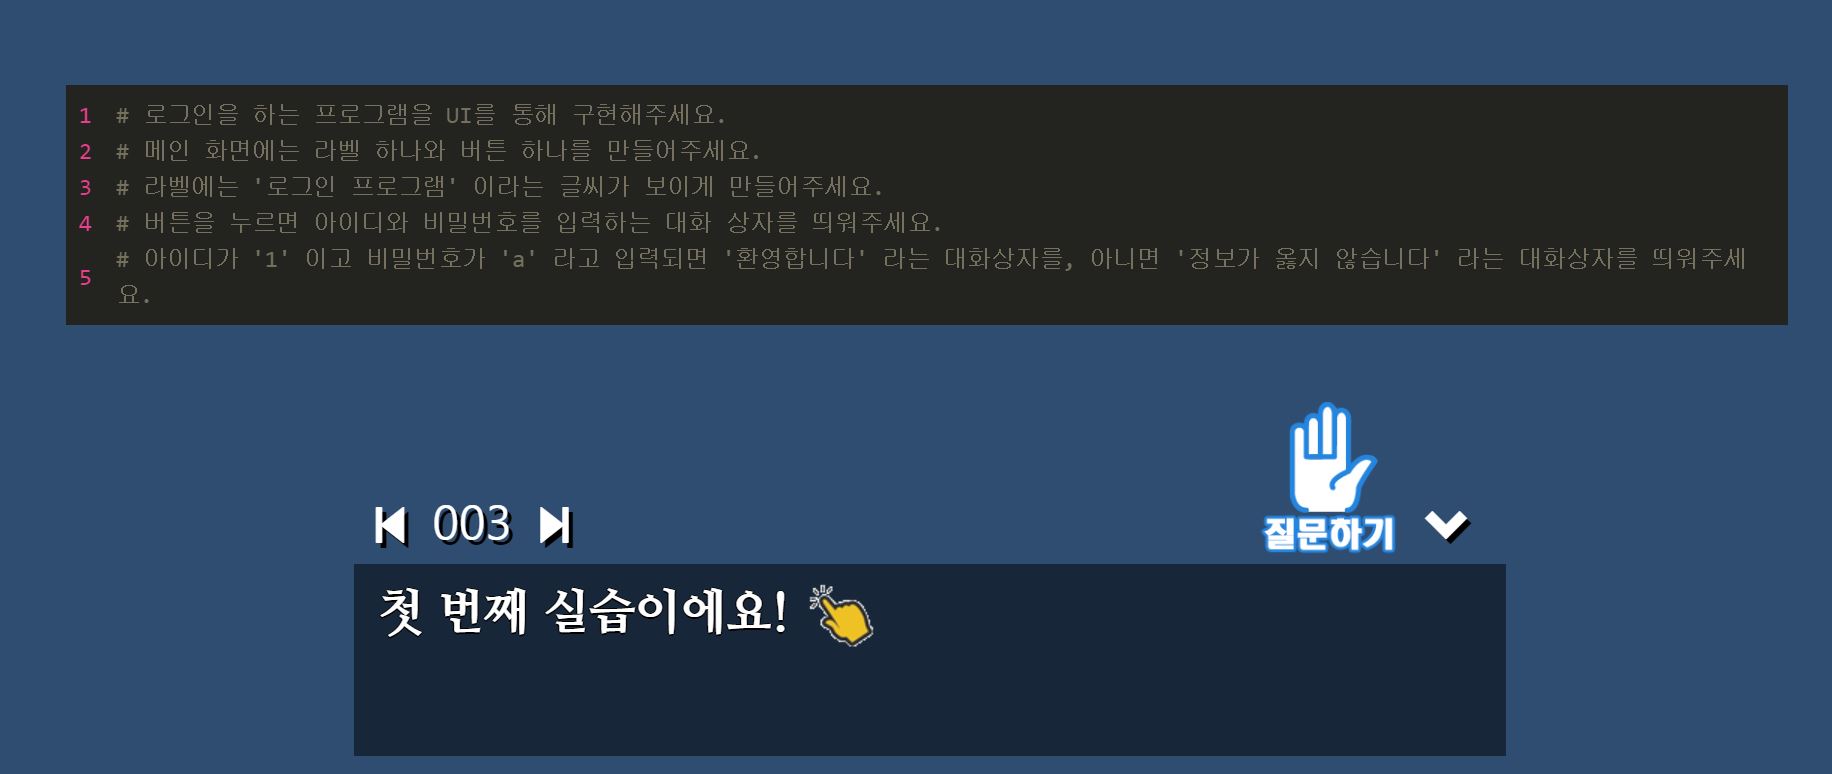 1 # 로그인을 하는 프로그램을 UI를 통해 구현해주세요.
2 # 메인 화면에는 라벨 하나와 버튼 하나를 만들어주세요.
3 # 라벨에는 '로그인 프로그램' 이라는 글씨가 보이게 만들어주세요.
4 # 버튼을 누르면 아이디와 비밀번호를 입력하는 대화 상자를 띄워주세요.
5 # 아이디가 '1' 이고 비밀번호가 'a' 라고 입력되면 '환영합니다' 라는 대화상자를, 아니면 '정보가 옳지 않습니다' 라는 대화상자를 띄워주세
요.
003
질문하기
첫 번째 실습이에요!